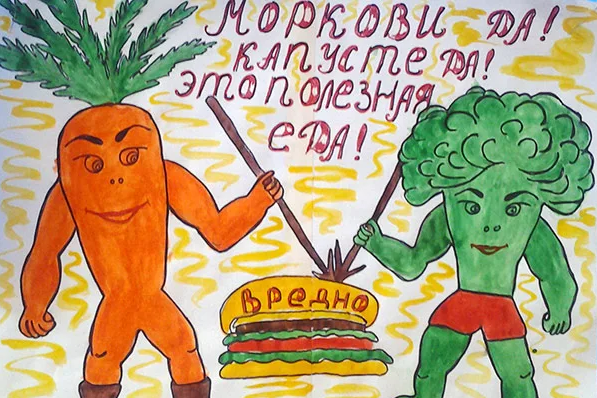 МОРКОВИ ДА!
КАПУСТЕ ДА!
ЭТО ПОЛЕЗНАЯ
ЕДА!
ВРЕДНО